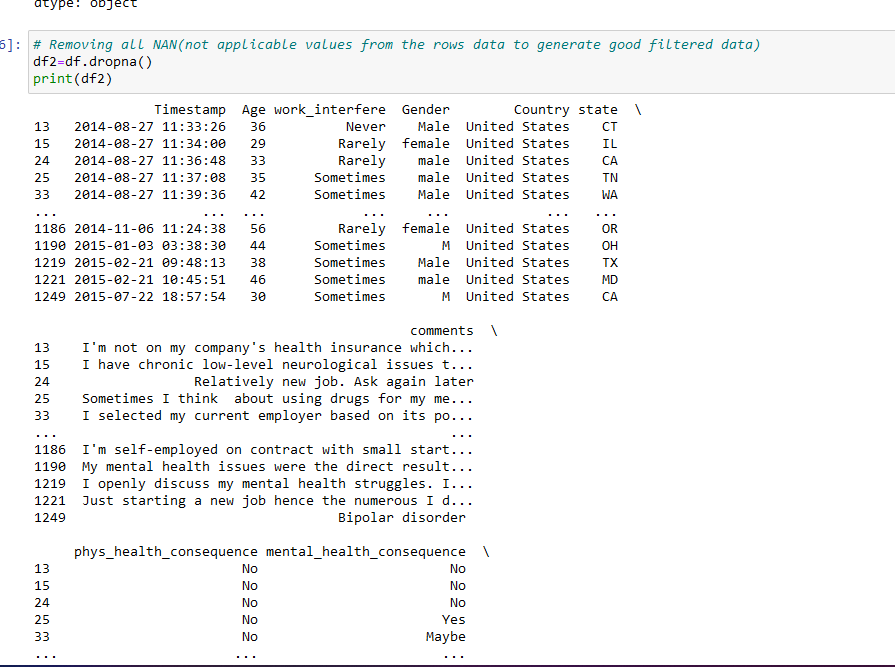 dtype: object
6]: # Removing all NAN(not applicable values from the rows data to generate good filtered data)
df2=df.dropna()
print(df2)
Timestamp Age work_interfere Gender Country state \
13 2014-08-27 11:33:26 36 Never Male United States CT
15 2014-08-27 11:34:00 29 Rarely female United States IL
24 2014-08-27 11:36:48 33 Rarely male United States CA
25 2014-08-27 11:37:08 35 Sometimes male United States TN
33 2014-08-27 11:39:36 42 Sometimes Male United States WA
... ... ... ... ... ... ...
1186 2014-11-06 11:24:38 56 Rarely female United States OR
1190 2015-01-03 03:38:30 44 Sometimes M United States OH
1219 2015-02-21 09:48:13 38 Sometimes Male United States TX
1221 2015-02-21 10:45:51 46 Sometimes male United States MD
1249 2015-07-22 18:57:54 30 Sometimes M United States CA
comments \
13 I'm not on my company's health insurance which...
15 I have chronic low-level neurological issues t...
24 Relatively new job. Ask again later
25 Sometimes I think  about using drugs for my me...
33 I selected my current employer based on its po...
... ...
1186 I'm self-employed on contract with small start...
1190 My mental health issues were the direct result...
1219 I openly discuss my mental health struggles. I...
1221 Just starting a new job hence the numerous I d...
1249 Bipolar disorder
phys_health_consequence mental_health_consequence \
13 No No
15 No No
24 No No
25 No Yes
33 No Maybe
... ... ...